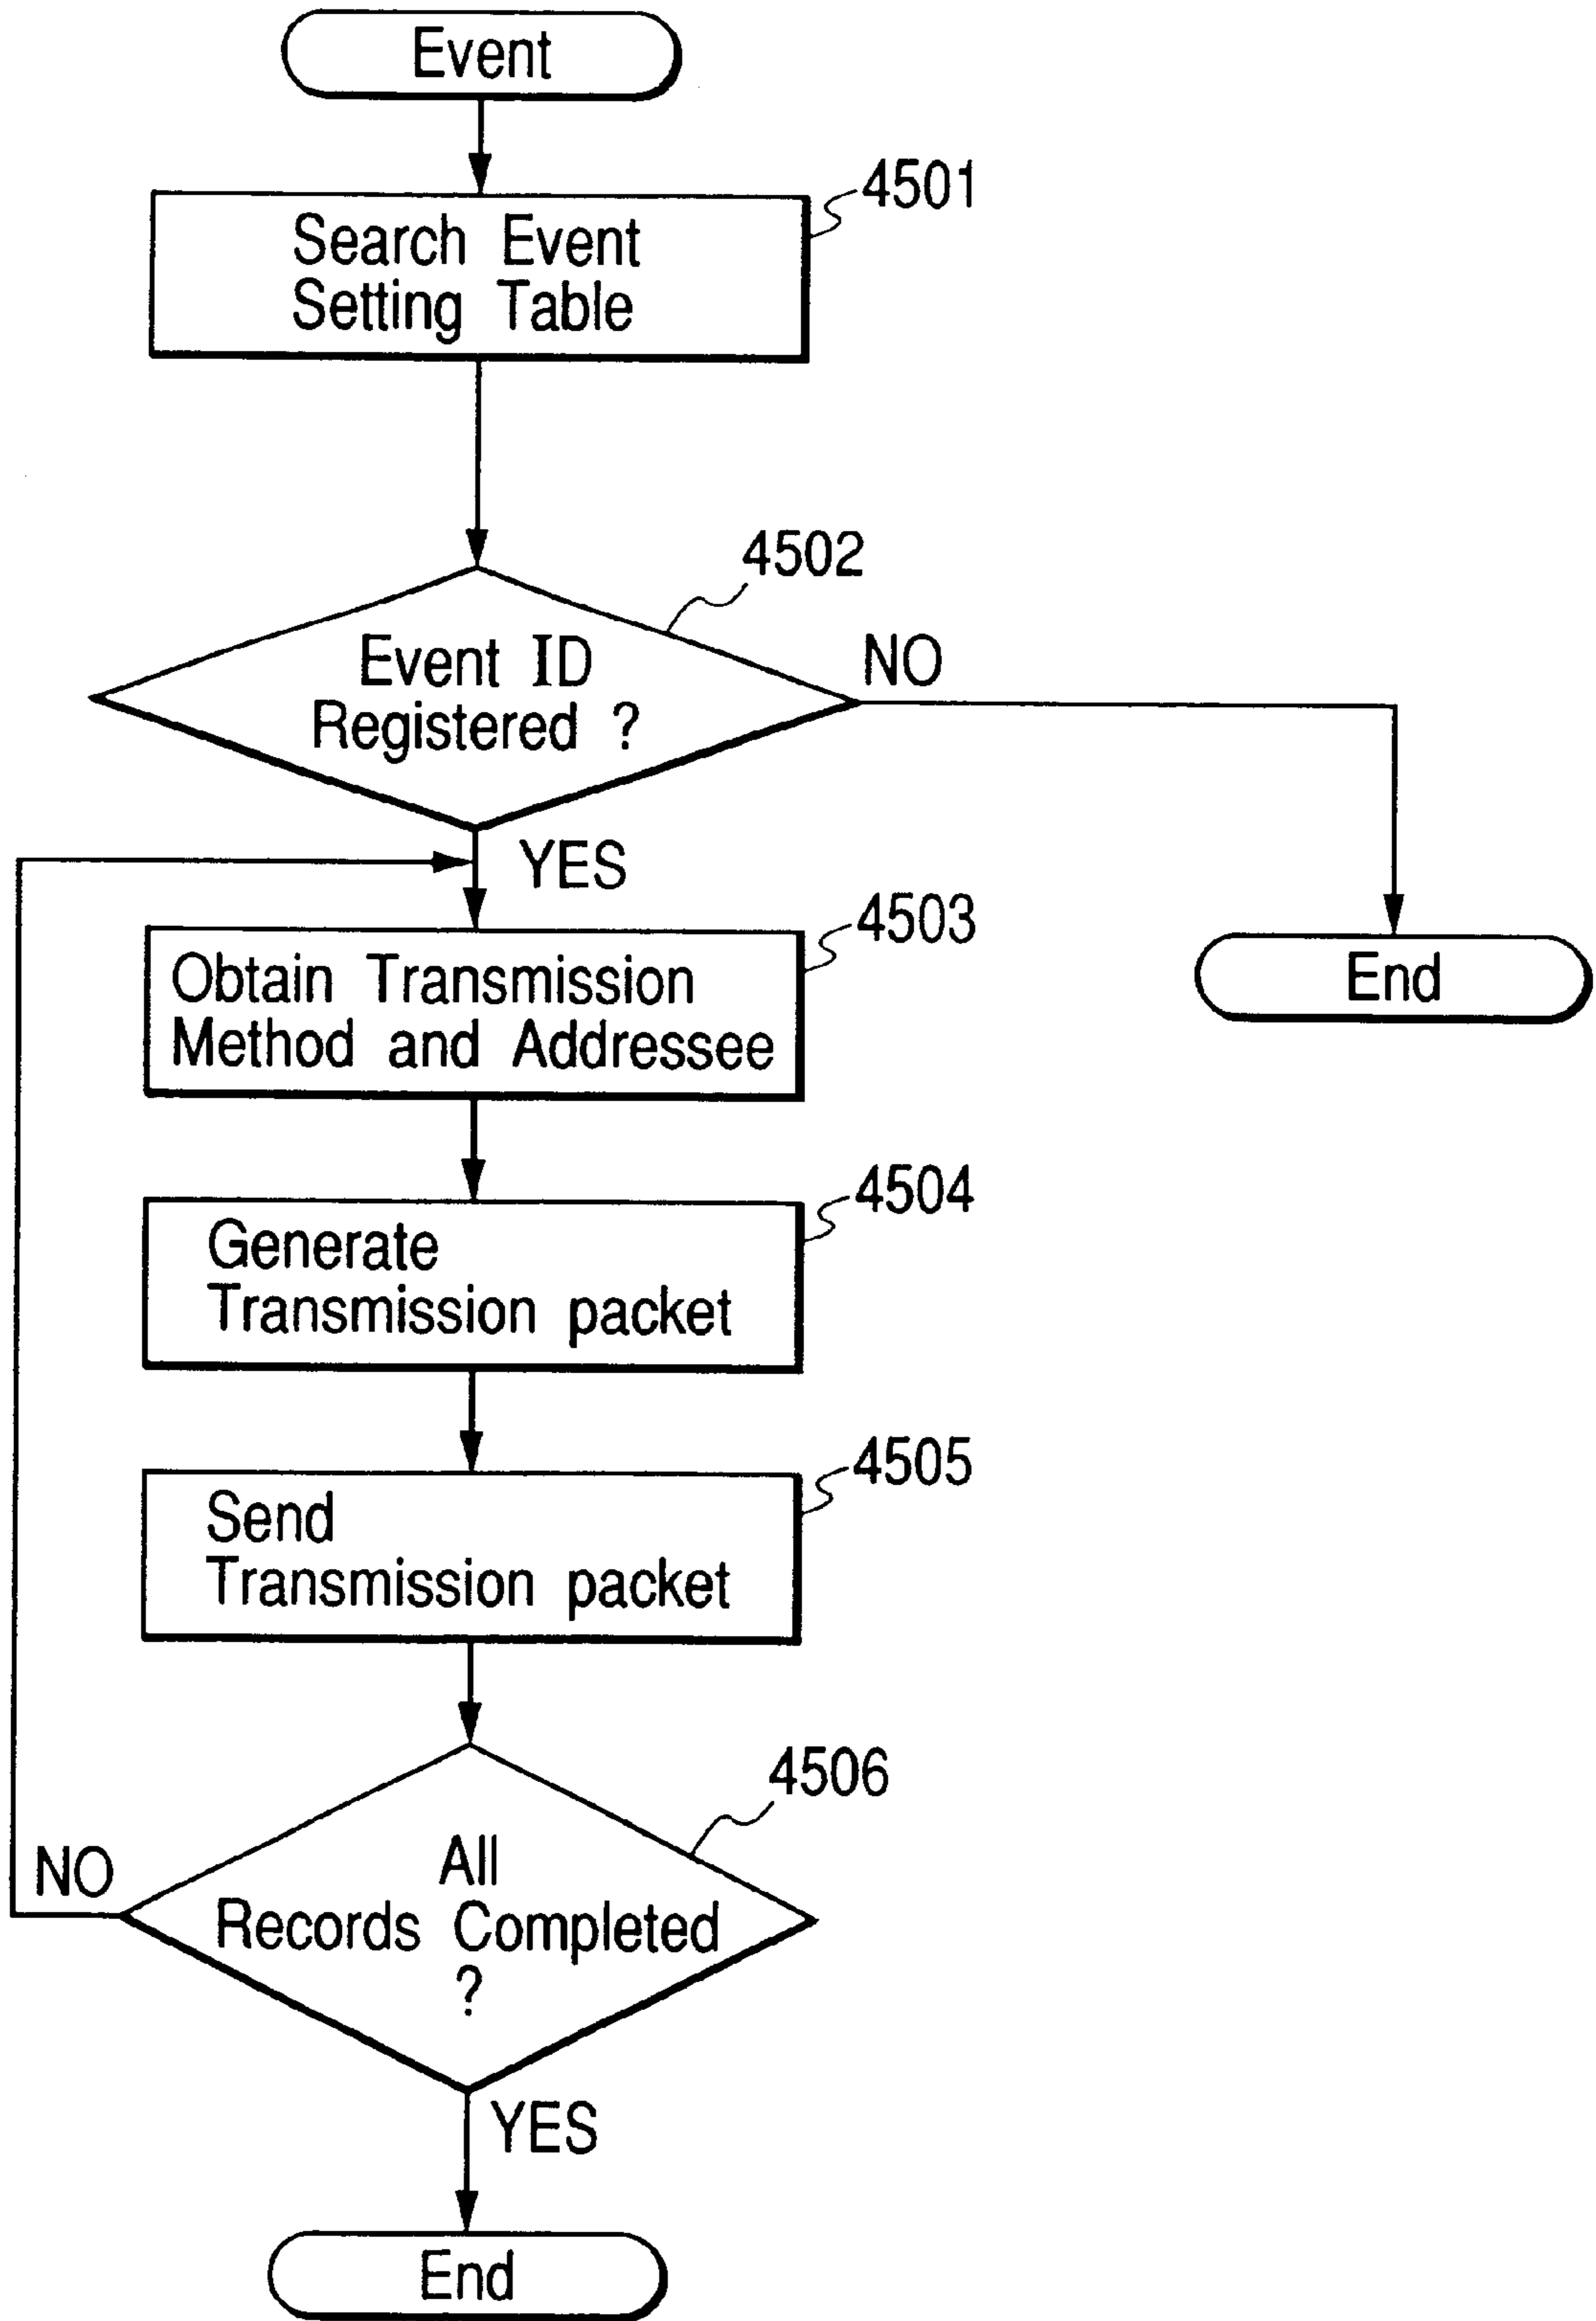 Event
4501
Search Event
Setting Table
4502
Event ID
Registered ?
NO
YES
4503
Obtain Transmission
Method and Addressee
End
4504
Generate
Transmission packet
4505
Send
Transmission packet
4506
All
Records Completed
?
NO
YES
End